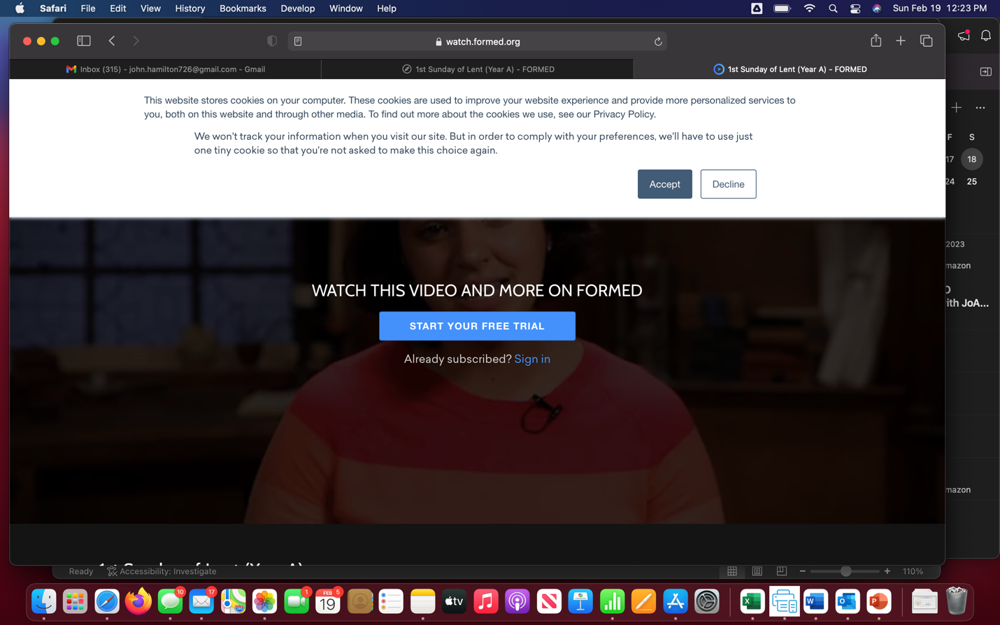 Safari File Edit View History Bookmarks Develop Window Help
Sun Feb 19 12:23 PM
watch.formed.org
Inbox (315) - john.hamilton726@gmail.com - Gmail
1st Sunday of Lent (Year A) - FORMED
1st Sunday of Lent (Year A) - FORMED
This website stores cookies on your computer. These cookies are used to improve your website experience and provide more personalized services to
you, both on this website and through other media. To find out more about the cookies we use, see our Privacy Policy.
We won't track your information when you visit our site. But in order to comply with your preferences, we'll have to use just
one tiny cookie so that you're not asked to make this choice again.
Accept
Decline
F S
17 18
24 25
2023
mazon
ith JoA...
mazon
WATCH THIS VIDEO AND MORE ON FORMED
START YOUR FREE TRIAL
Already subscribed? Sign in
1st Sunday of Lent (Year A)
Ready
Accessibility: Investigate
110%
10
17
1
FEB 5
19
tv
X
W
O
P